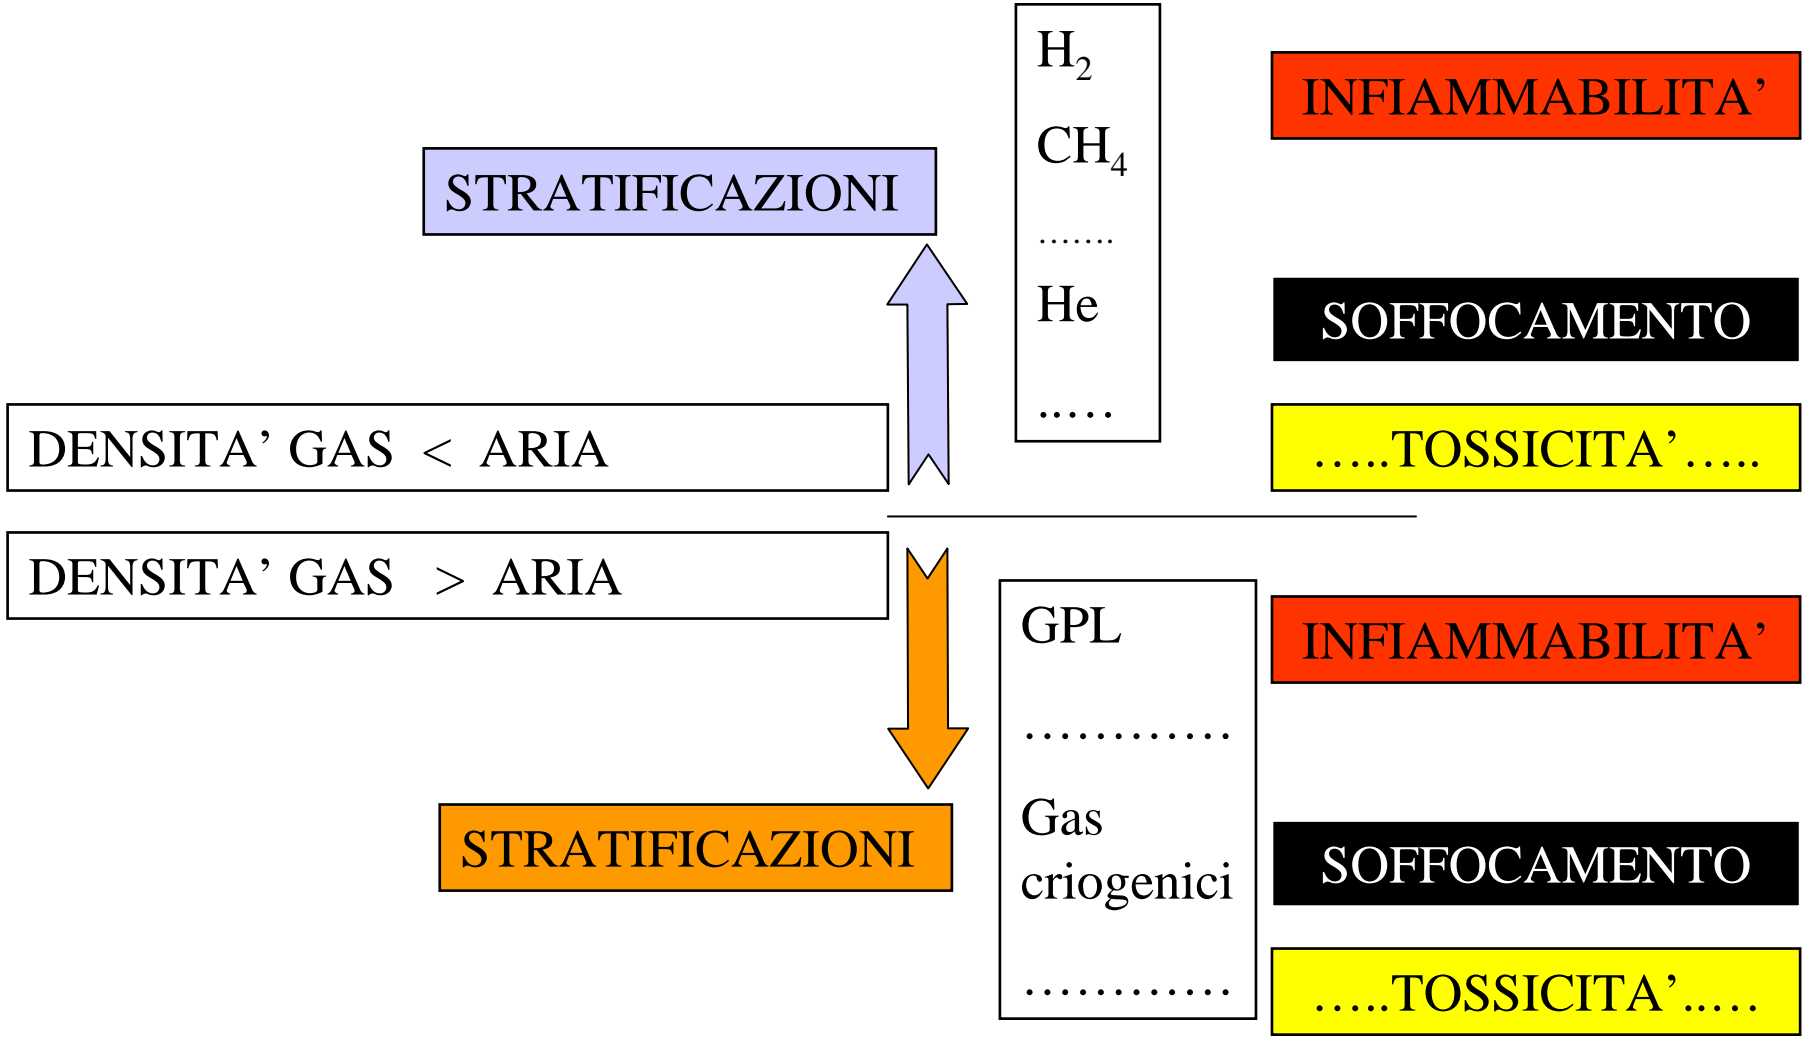 H2
CH4
…….
He
..…
INFIAMMABILITA’
STRATIFICAZIONI
SOFFOCAMENTO
DENSITA’ GAS < ARIA
…..TOSSICITA’…..
DENSITA’ GAS > ARIA
GPL
…………
Gas
criogenici
…………
INFIAMMABILITA’
STRATIFICAZIONI
SOFFOCAMENTO
…..TOSSICITA’..…